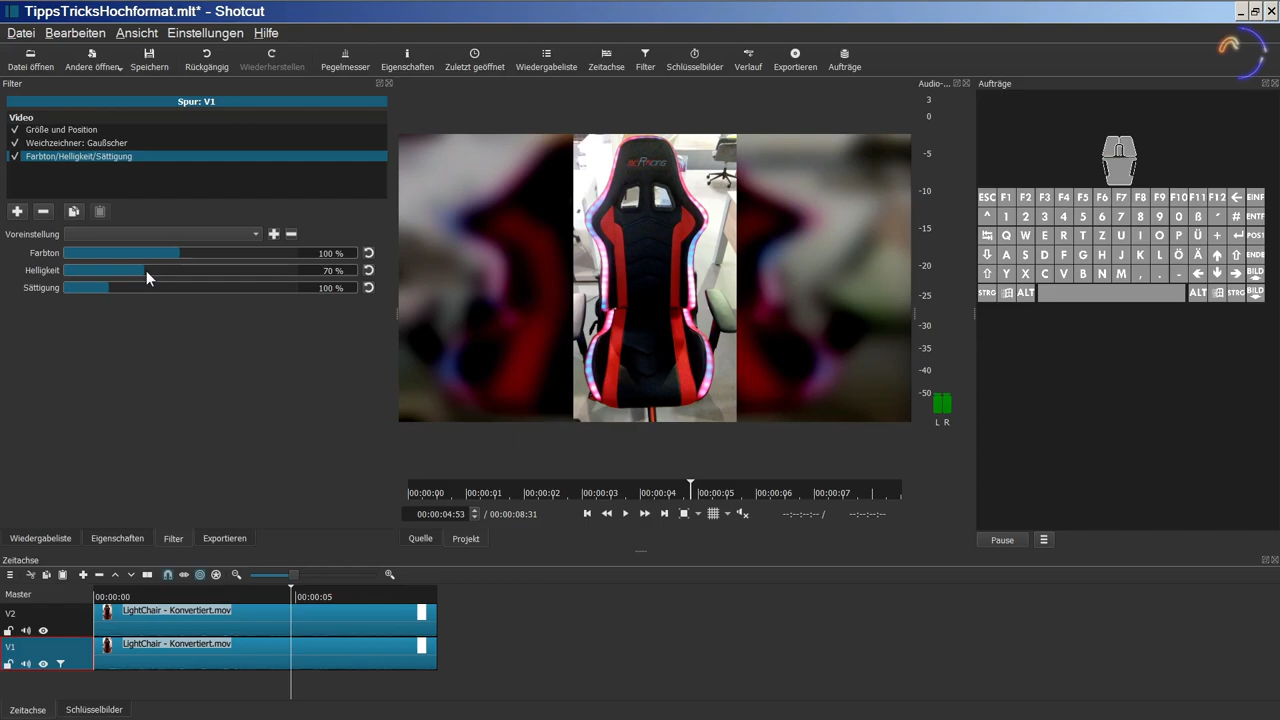 TippsTricksHochformat.mlt* - Shotcut
Datei Bearbeiten Ansicht Einstellungen Hilfe
Datei öffnen Andere öffnen Speichern Rückgängig Wiederherstellen Pegelmesser Eigenschaften Zuletzt geöffnet Wiedergabeliste Zeitachse Filter Schlüsselbilder Verlauf Exportieren Aufträge
Filter
Spur: V1
Video
Größe und Position
Weichzeichner: Gaußscher
Farbton/Helligkeit/Sättigung
Voreinstellung
Farbton 100 %
Helligkeit 70 %
Sättigung 100 %
Wiedergabeliste Eigenschaften Filter Exportieren
00:00:00 00:00:01 00:00:02 00:00:03 00:00:04 00:00:05 00:00:06 00:00:07
00:00:04:53 / 00:00:08:31 --:--:--:-- / --:--:--:--
Quelle Projekt
Audio-...
3
0
-5
-10
-15
-20
-25
-30
-35
-40
-50
L R
Aufträge
ESC F1 F2 F3 F4 F5 F6 F7 F8 F9 F10 F11 F12 EINF
^ 1 2 3 4 5 6 7 8 9 0 ß ´ # ENTF
Q W E R T Z U I O P Ü + POS1
A S D F G H J K L Ö Ä ENDE
Y X C V B N M , . - BILD
STRG ALT ALT STRG BILD
Pause
Zeitachse
Master 00:00:00 00:00:05
V2 LightChair - Konvertiert.mov
V1 LightChair - Konvertiert.mov
Zeitachse Schlüsselbilder